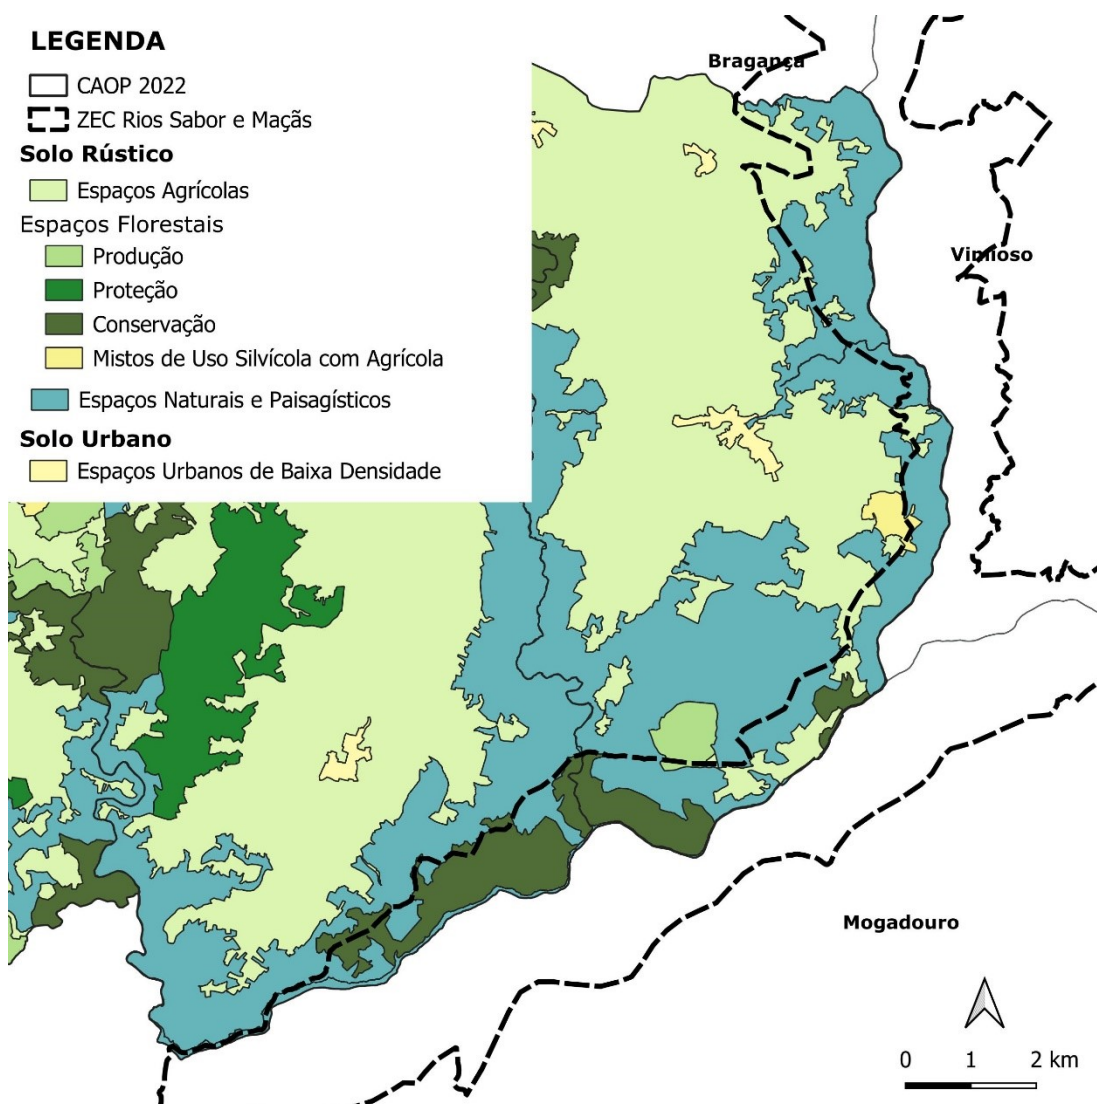 LEGENDA
CAOP 2022
ZEC Rios Sabor e Maçãs
Solo Rústico
Espaços Agrícolas
Espaços Florestais
Produção
Proteção
Conservação
Mistos de Uso Silvícola com Agrícola
Espaços Naturais e Paisagísticos
Solo Urbano
Espaços Urbanos de Baixa Densidade
Bragança
Vimioso
Mogadouro
0 1 2 km